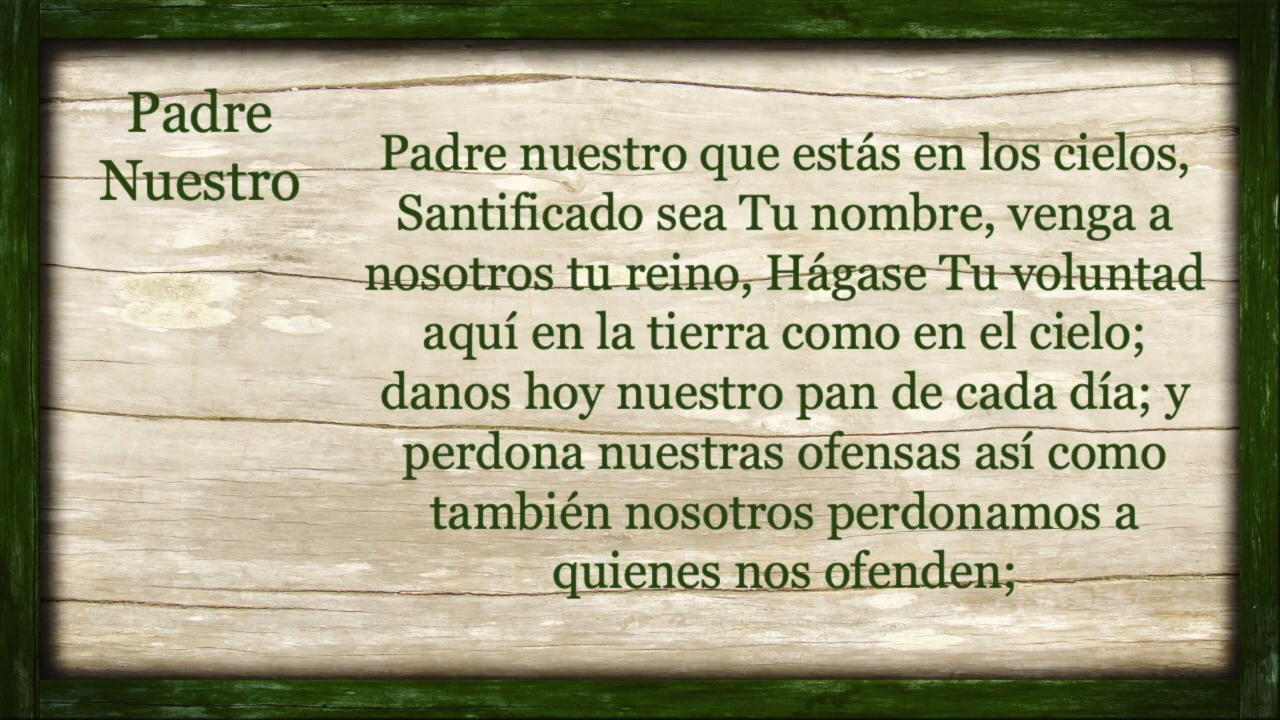 Padre
Nuestro
Padre nuestro que estás en los cielos,
Santificado sea Tu nombre, venga a
nosotros tu reino, Hágase Tu voluntad
aquí en la tierra como en el cielo;
danos hoy nuestro pan de cada día; y
perdona nuestras ofensas así como
también nosotros perdonamos a
quienes nos ofenden;